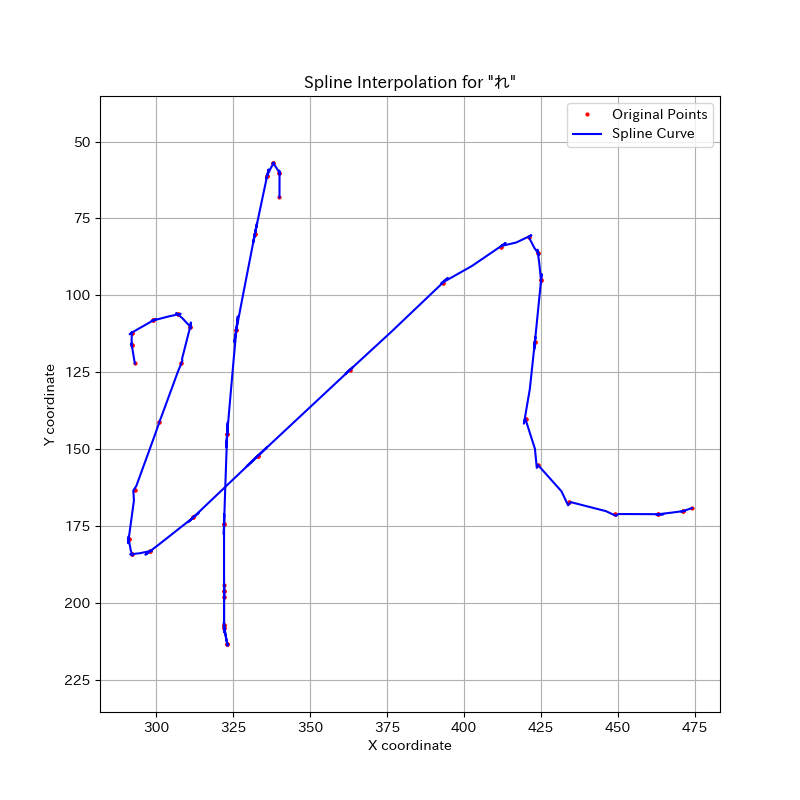 Spline Interpolation for "れ"
Original Points
Spline Curve
50
75
100
125
150
175
200
225
Y coordinate
300 325 350 375 400 425 450 475
X coordinate